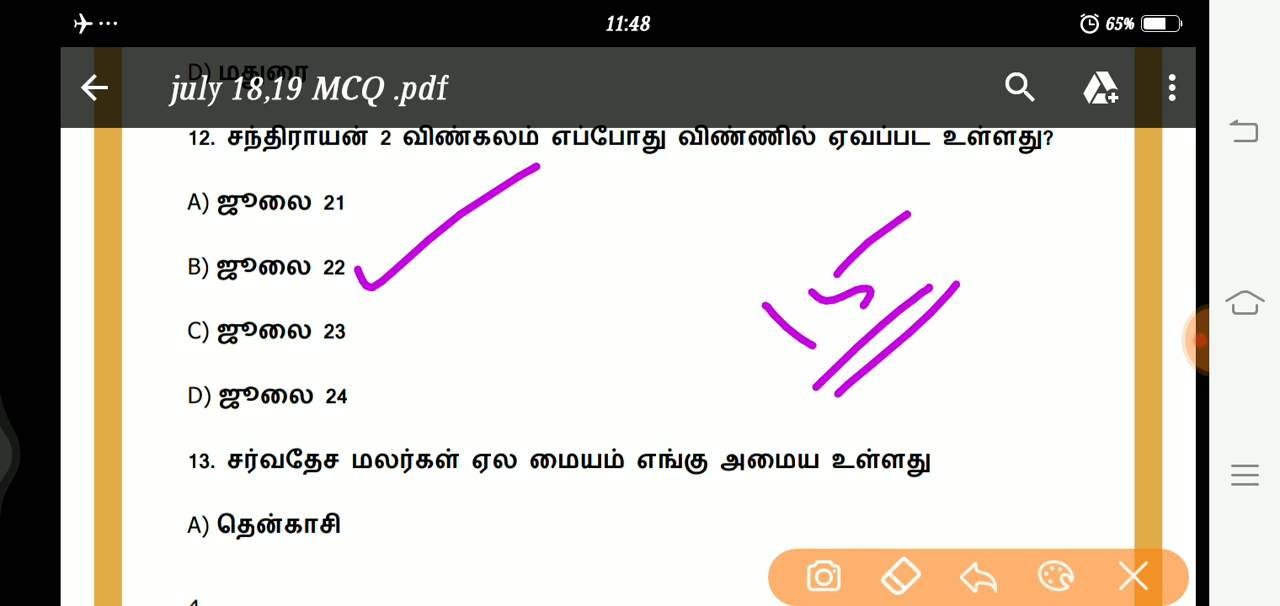 11:48
65%
D) மதுரை
july 18,19 MCQ .pdf
12. சந்திராயன் 2 விண்கலம் எப்போது விண்ணில் ஏவப்பட உள்ளது?
A) ஜூலை 21
B) ஜூலை 22
C) ஜூலை 23
D) ஜூலை 24
13. சர்வதேச மலர்கள் ஏல மையம் எங்கு அமைய உள்ளது
A) தென்காசி